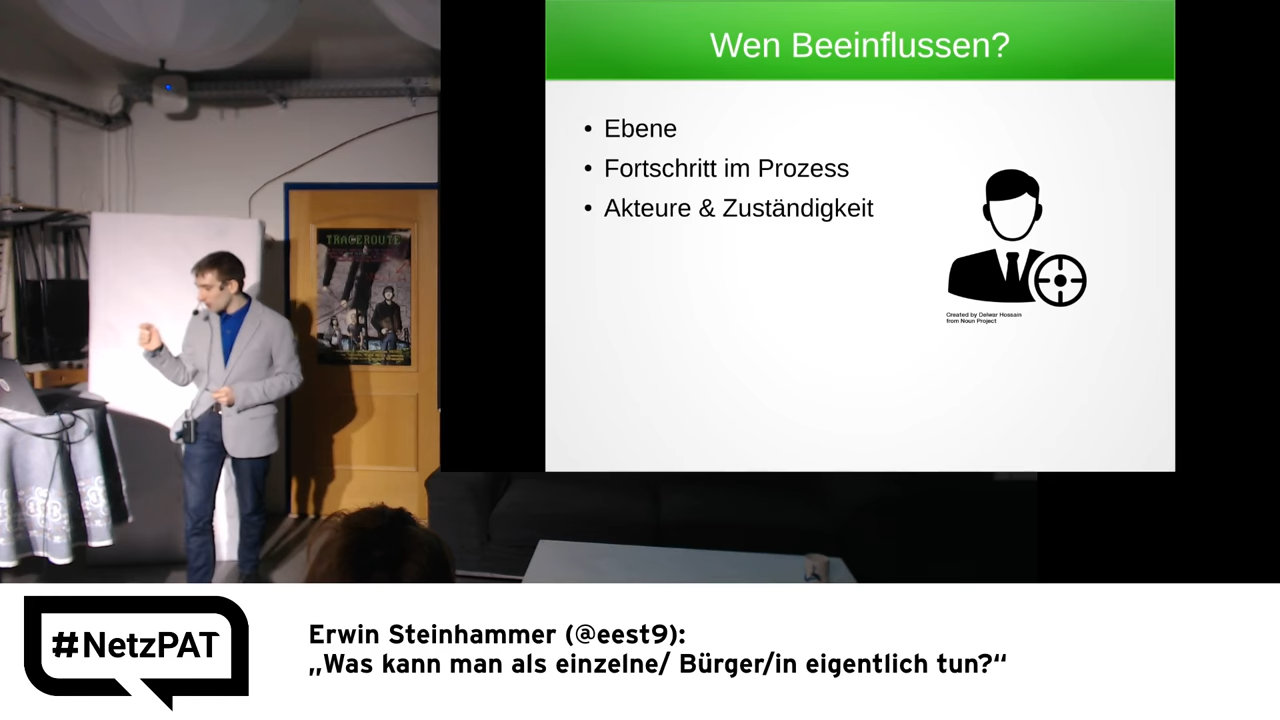 Wen Beeinflussen?
• Ebene
• Fortschritt im Prozess
• Akteure & Zuständigkeit
Created by Delwar Hossain
from Noun Project
TRACEROUTE
#NetzPAT
Erwin Steinhammer (@eest9):
„Was kann man als einzelne/ Bürger/in eigentlich tun?“